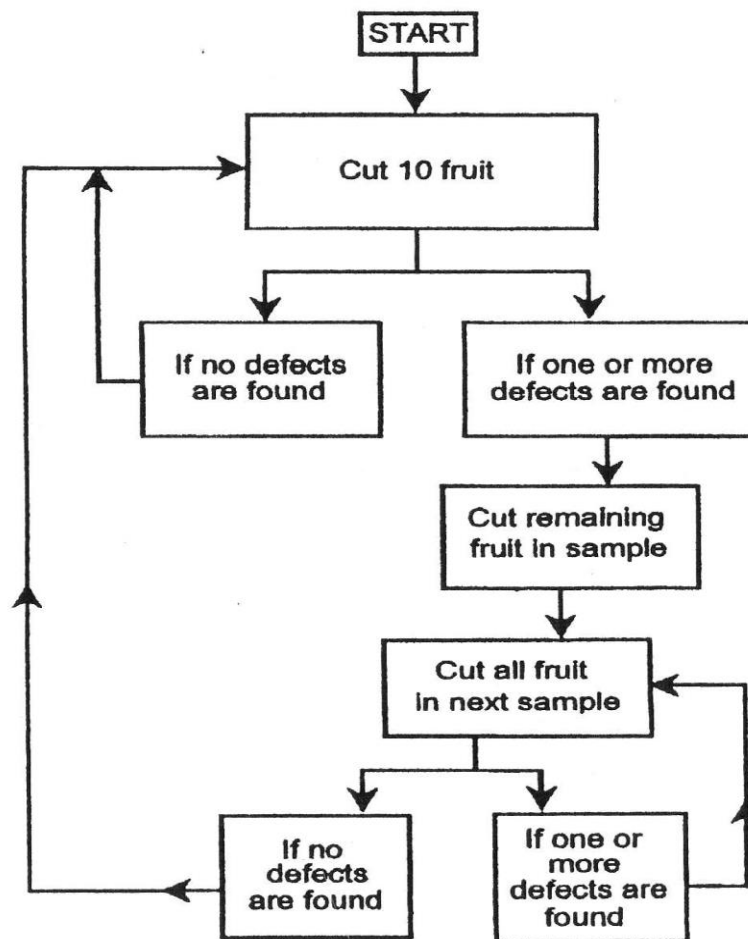 START
Cut 10 fruit
If no defects
are found
If one or more
defects are found
Cut remaining
fruit in sample
Cut all fruit
in next sample
If no
defects
are found
If one or
more
defects are
found